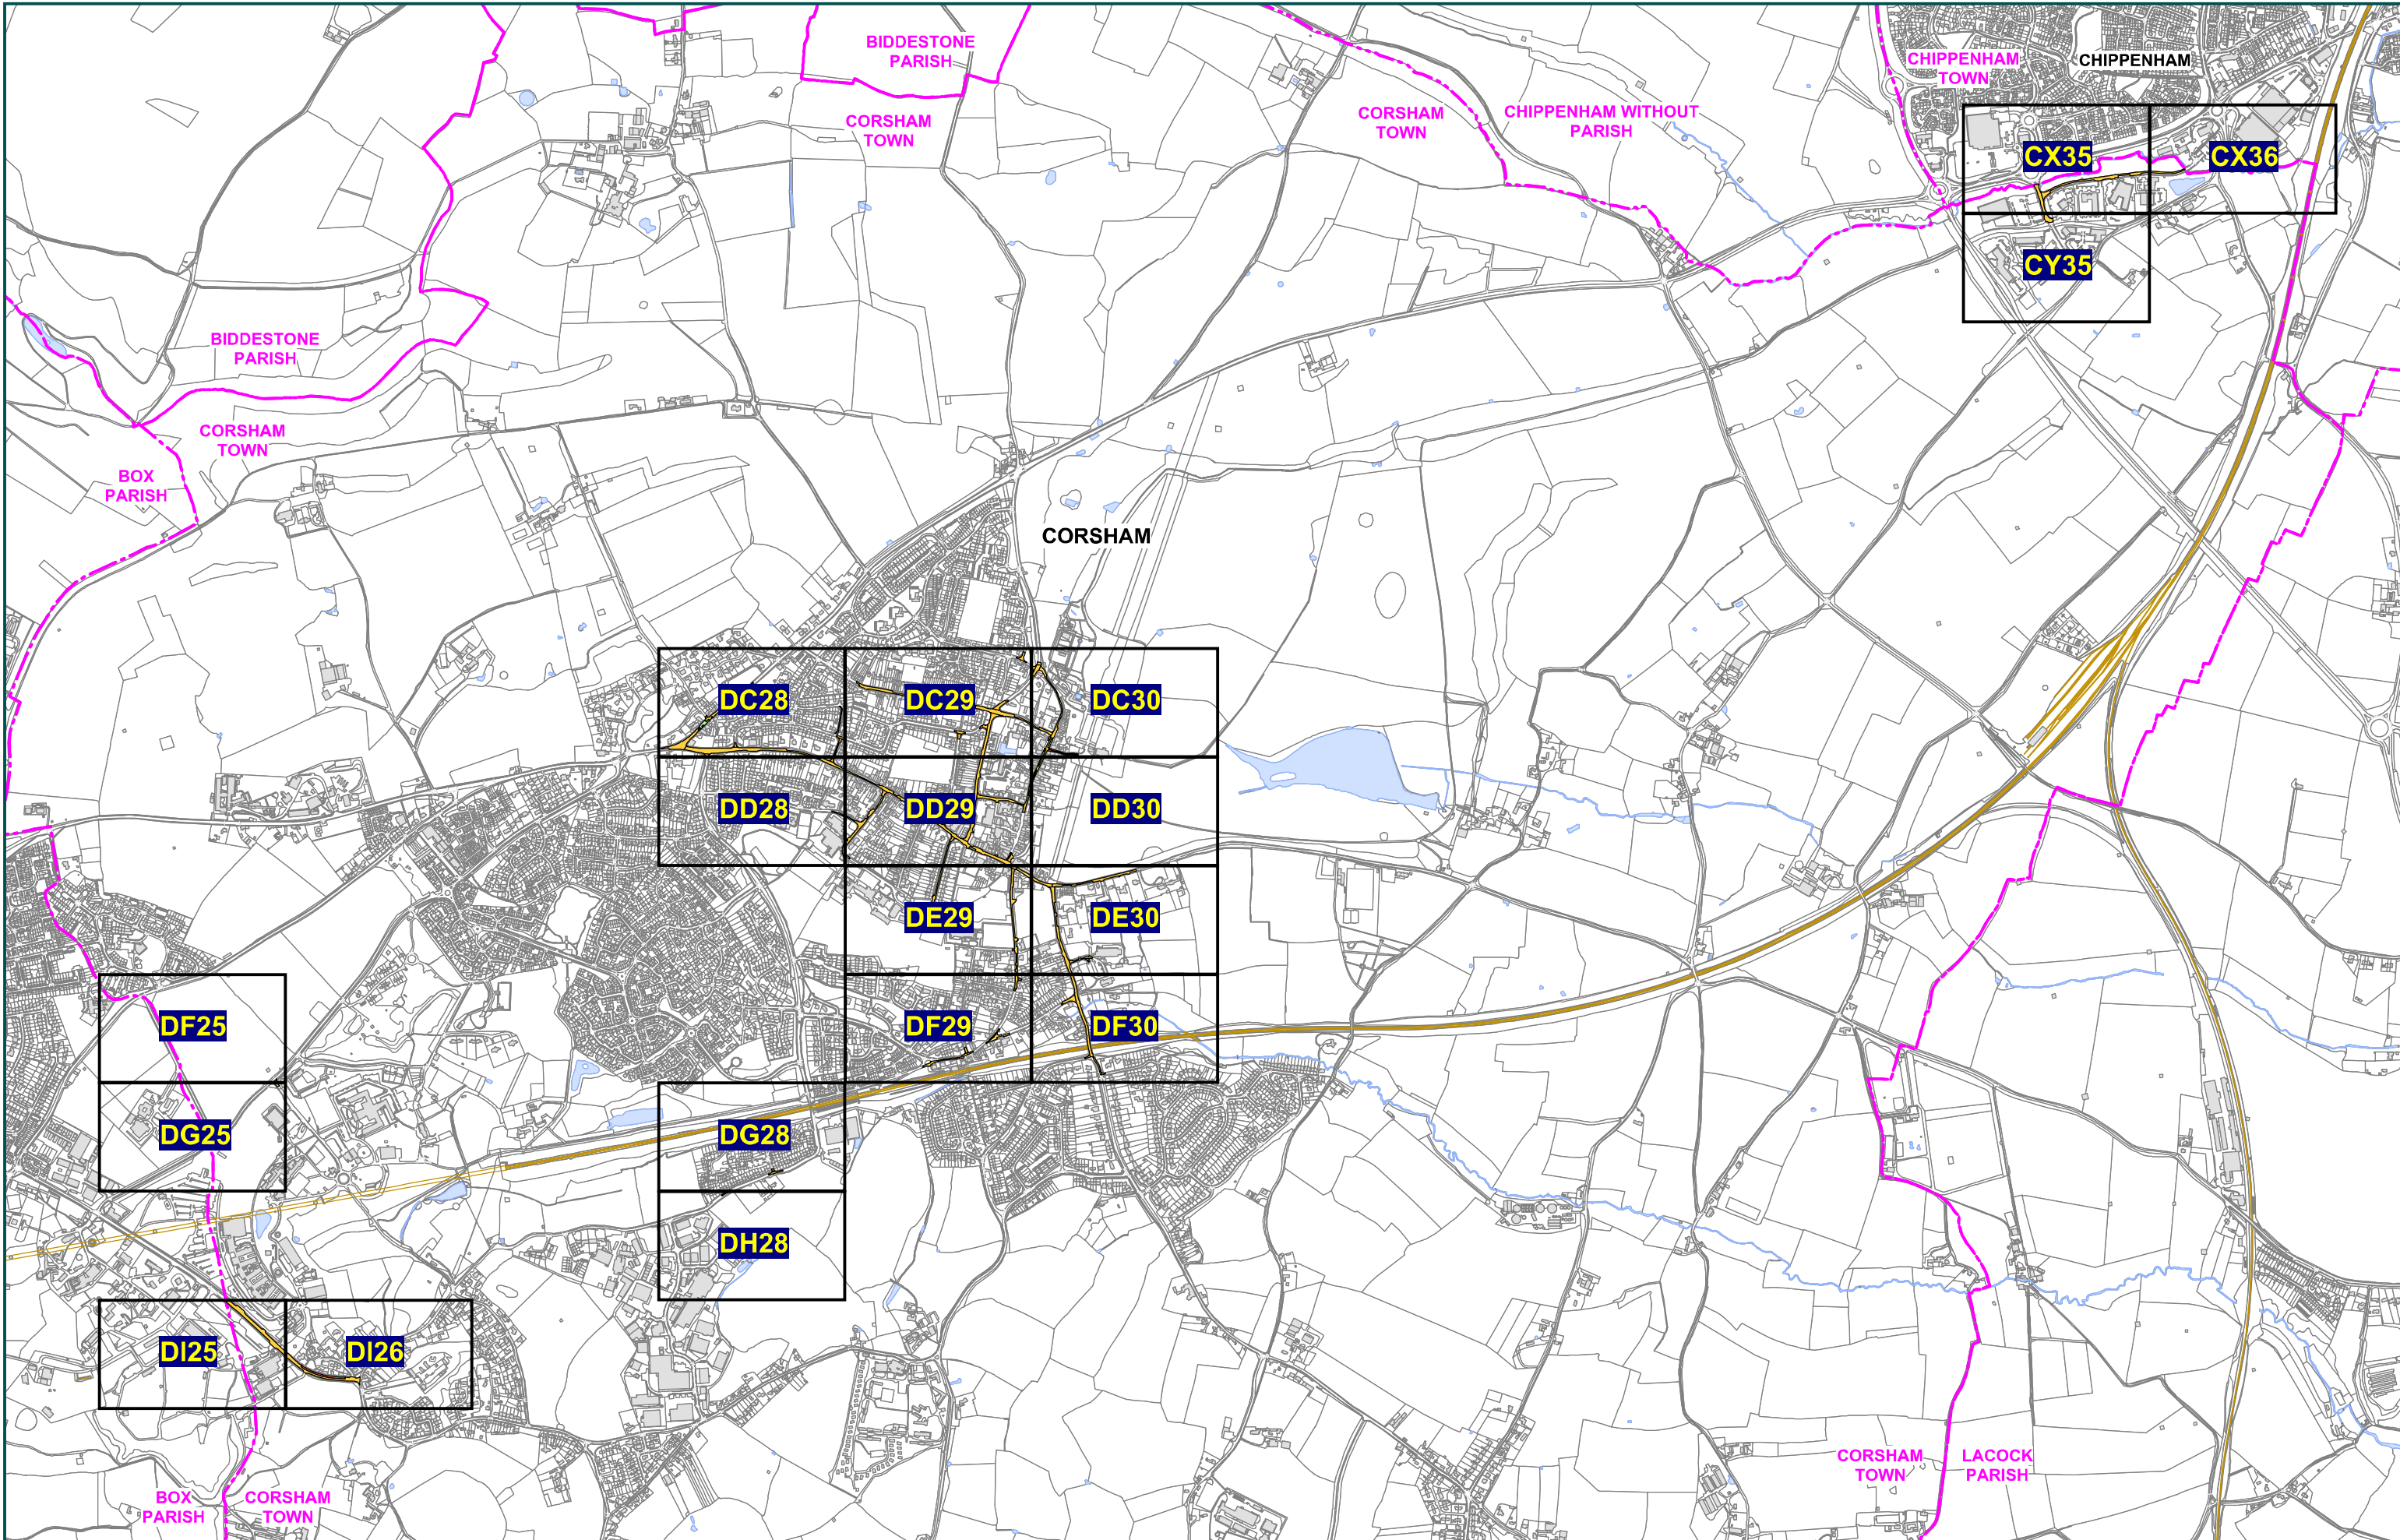 BIDDESTONE
PARISH
CORSHAM
TOWN
CORSHAM
TOWN
CHIPPENHAM WITHOUT
PARISH
CHIPPENHAM
TOWN
CHIPPENHAM
CX35
CX36
CY35
BIDDESTONE
PARISH
CORSHAM
TOWN
BOX
PARISH
CORSHAM
DC28
DC29
DC30
DD28
DD29
DD30
DE29
DE30
DF25
DF29
DF30
DG25
DG28
DH28
DI25
DI26
CORSHAM
TOWN
LACOCK
PARISH
BOX
PARISH
CORSHAM
TOWN